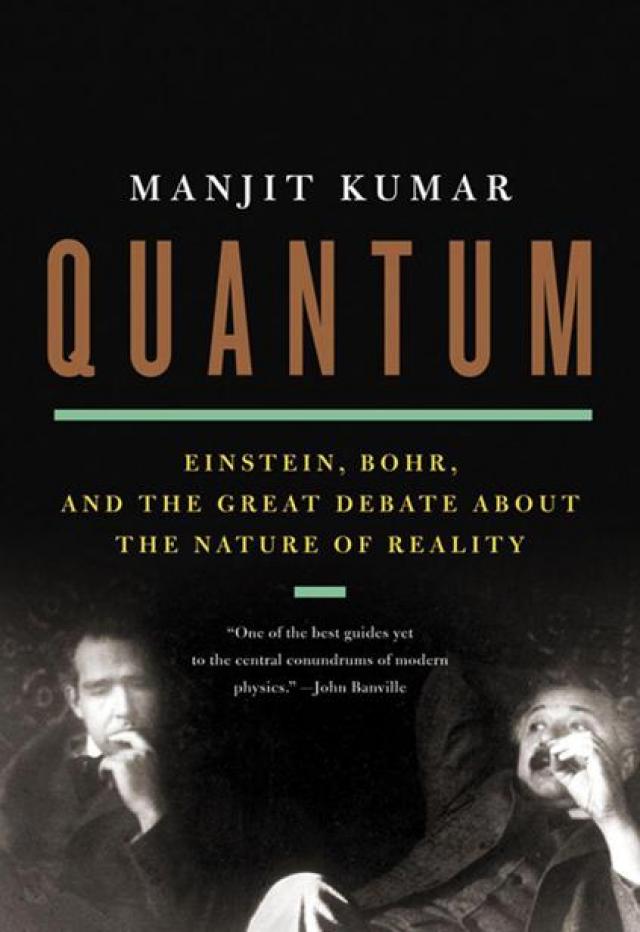 MANJIT KUMAR
QUANTUM
EINSTEIN, BOHR,
AND THE GREAT DEBATE ABOUT
THE NATURE OF REALITY
“One of the best guides yet
to the central conundrums of modern
physics.” —John Banville